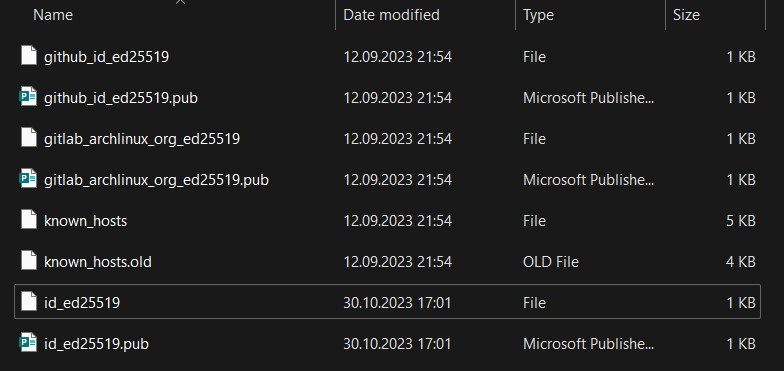 Name Date modified Type Size
github_id_ed25519 12.09.2023 21:54 File 1 KB
github_id_ed25519.pub 12.09.2023 21:54 Microsoft Publishe... 1 KB
gitlab_archlinux_org_ed25519 12.09.2023 21:54 File 1 KB
gitlab_archlinux_org_ed25519.pub 12.09.2023 21:54 Microsoft Publishe... 1 KB
known_hosts 12.09.2023 21:54 File 5 KB
known_hosts.old 12.09.2023 21:54 OLD File 4 KB
id_ed25519 30.10.2023 17:01 File 1 KB
id_ed25519.pub 30.10.2023 17:01 Microsoft Publishe... 1 KB